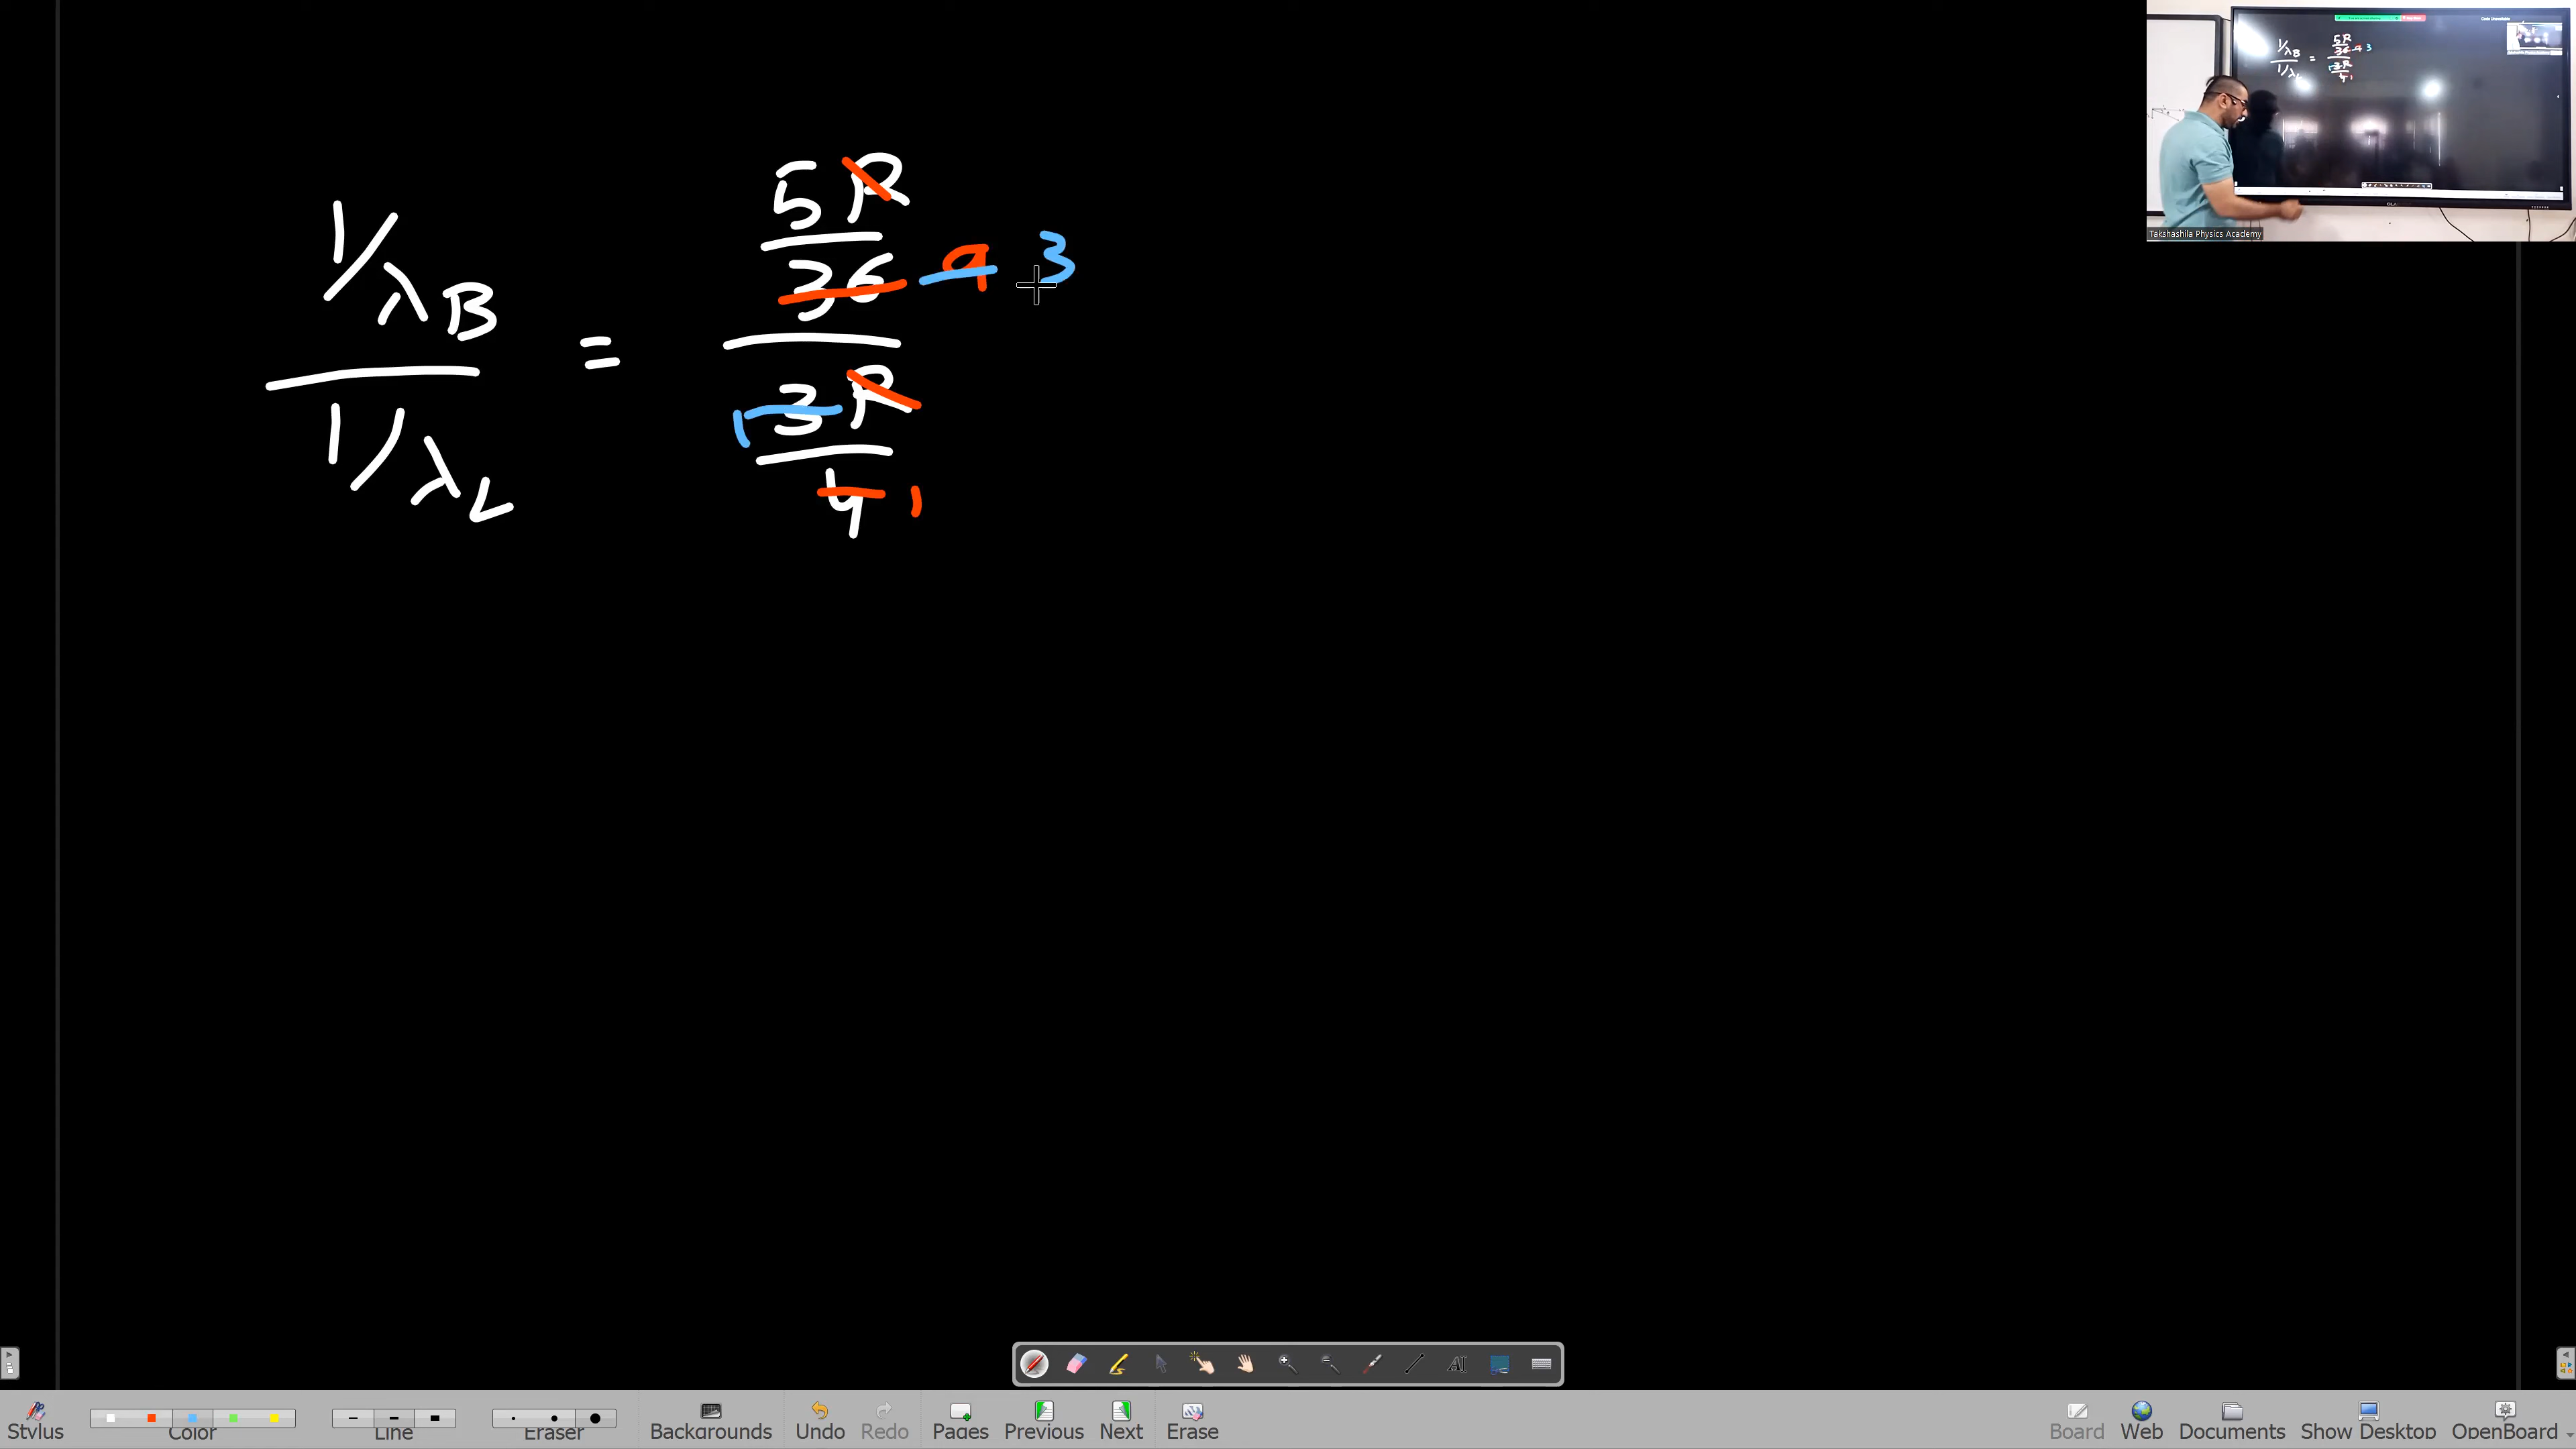 1/λB = 5R/36 9 3
1/λL 1 3R/4 1
Takshashila Physics Academy
Stylus Color Line Eraser Backgrounds Undo Redo Pages Previous Next Erase Board Web Documents Show Desktop OpenBoard